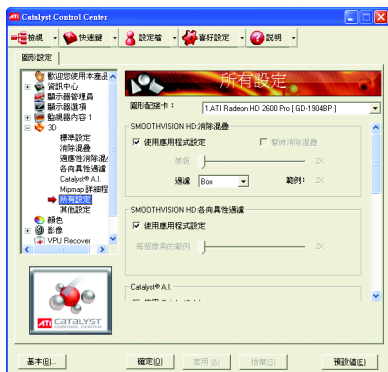 ATI Catalyst Control Center
檢視 快速鍵 設定檔 喜好設定 說明
圖形設定
歡迎您使用本產品
資訊中心
顯示器管理員
顯示器選項
監視器內容 1
3D
標準設定
消除混疊
過應性消除混
各向異性過濾
Catalyst® A.I.
Mipmap 詳細程
所有設定
其他設定
顏色
影像
VPU Recover
ATI CATALYST
CONTROL CENTER
所有設定
圖形配接卡：
1.ATI Radeon HD 2600 Pro [ GD-1904BP ]
SMOOTHVISION HD:消除混疊
使用應用程式設定 暫時消除混疊
等級 2X
過濾 Box 範例： 2X
SMOOTHVISION HD:各向異性過濾
使用應用程式設定
每個像素的範例 2X
Catalyst® A.I.
基本(B)... 確定(O) 套用(A) 捨棄(S) 預設值(E)